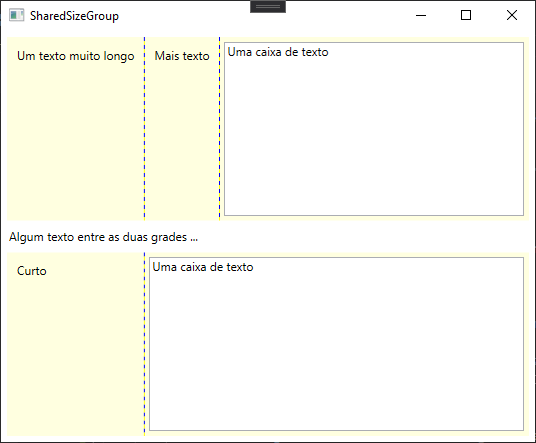 SharedSizeGroup
Um texto muito longo
Mais texto
Uma caixa de texto
Algum texto entre as duas grades ...
Curto
Uma caixa de texto